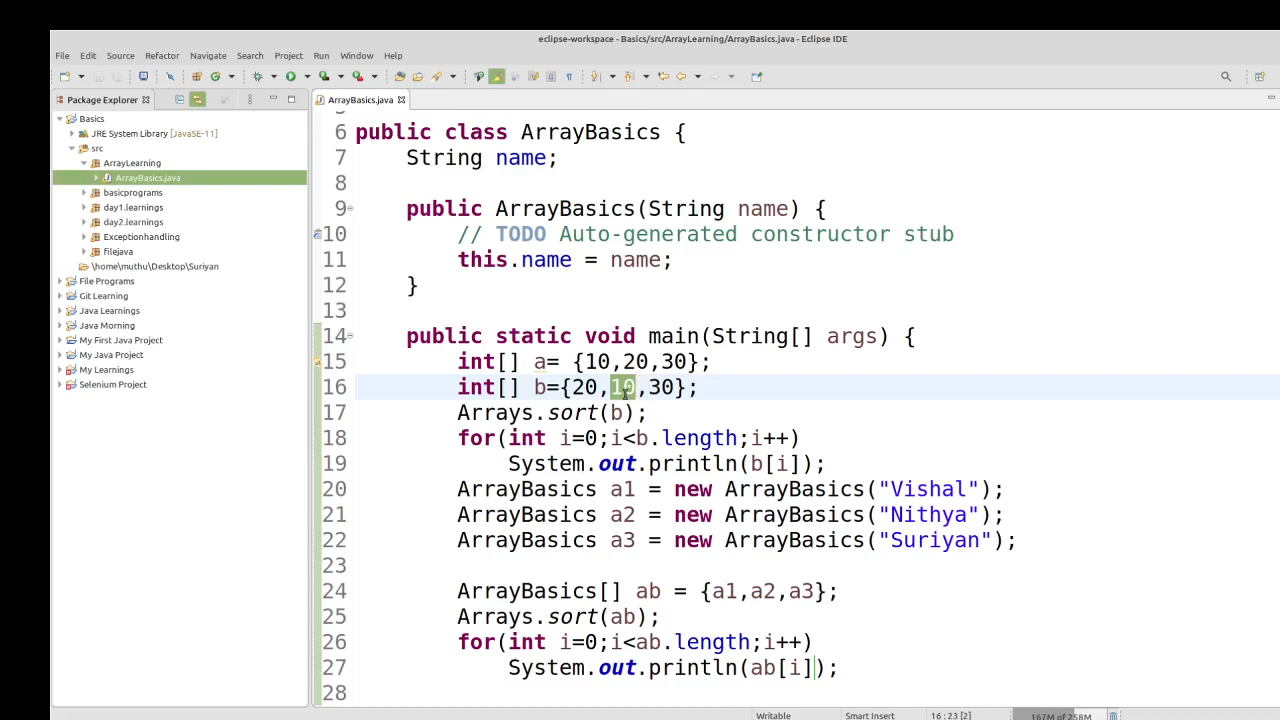 eclipse-workspace - Basics/src/ArrayLearning/ArrayBasics.java - Eclipse IDE
File Edit Source Refactor Navigate Search Project Run Window Help
Package Explorer
ArrayBasics.java
Basics
JRE System Library [JavaSE-11]
src
ArrayLearning
ArrayBasics.java
basicprograms
day1.learnings
day2.learnings
Exceptionhandling
filejava
\home\muthu\Desktop\Suriyan
File Programs
Git Learning
Java Learnings
Java Morning
My First Java Project
My Java Project
My Learnings
Selenium Project
6 public class ArrayBasics {
7 String name;
8
9 public ArrayBasics(String name) {
10 // TODO Auto-generated constructor stub
11 this.name = name;
12 }
13
14 public static void main(String[] args) {
15 int[] a= {10,20,30};
16 int[] b={20,10,30};
17 Arrays.sort(b);
18 for(int i=0;i<b.length;i++)
19 System.out.println(b[i]);
20 ArrayBasics a1 = new ArrayBasics("Vishal");
21 ArrayBasics a2 = new ArrayBasics("Nithya");
22 ArrayBasics a3 = new ArrayBasics("Suriyan");
23
24 ArrayBasics[] ab = {a1,a2,a3};
25 Arrays.sort(ab);
26 for(int i=0;i<ab.length;i++)
27 System.out.println(ab[i]);
28
Writable Smart Insert 16 : 23 [2] 167M of 258M